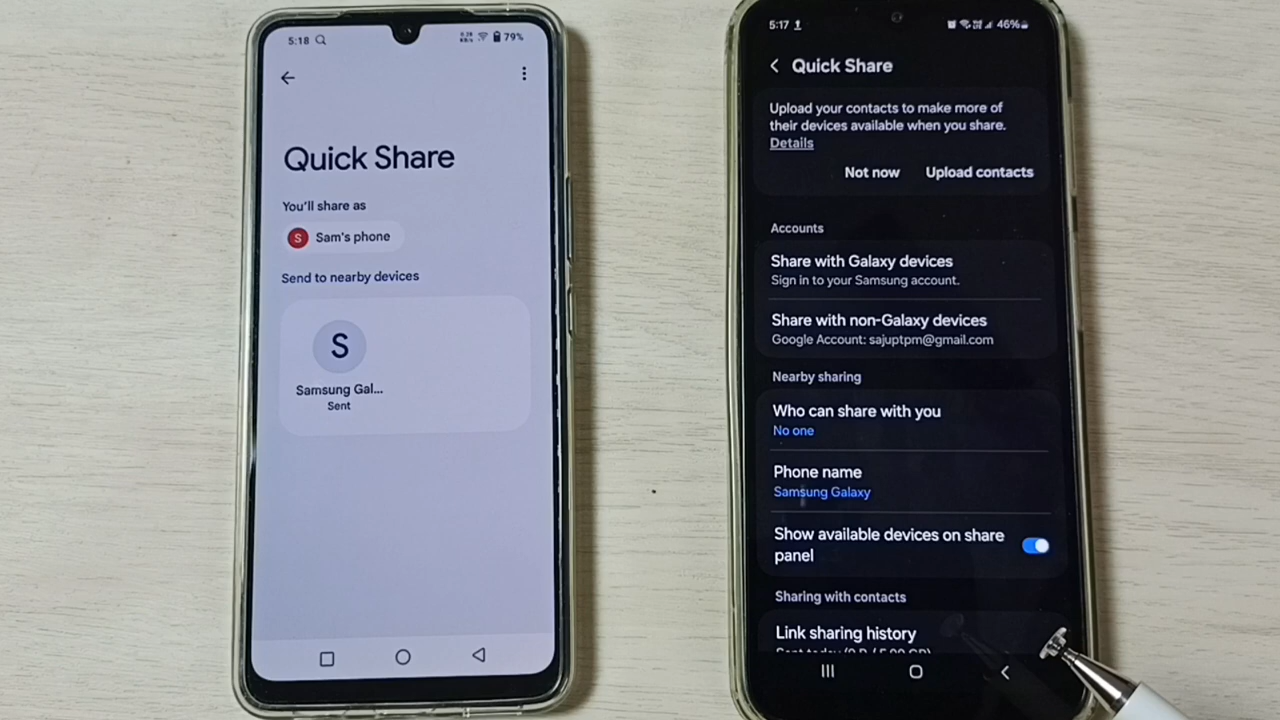 5:18
79%
Quick Share
You'll share as
S Sam's phone
Send to nearby devices
S
Samsung Gal...
Sent
5:17
46%
Quick Share
Upload your contacts to make more of
their devices available when you share.
Details
Not now Upload contacts
Accounts
Share with Galaxy devices
Sign in to your Samsung account.
Share with non-Galaxy devices
Google Account: sajuptpm@gmail.com
Nearby sharing
Who can share with you
No one
Phone name
Samsung Galaxy
Show available devices on share
panel
Sharing with contacts
Link sharing history